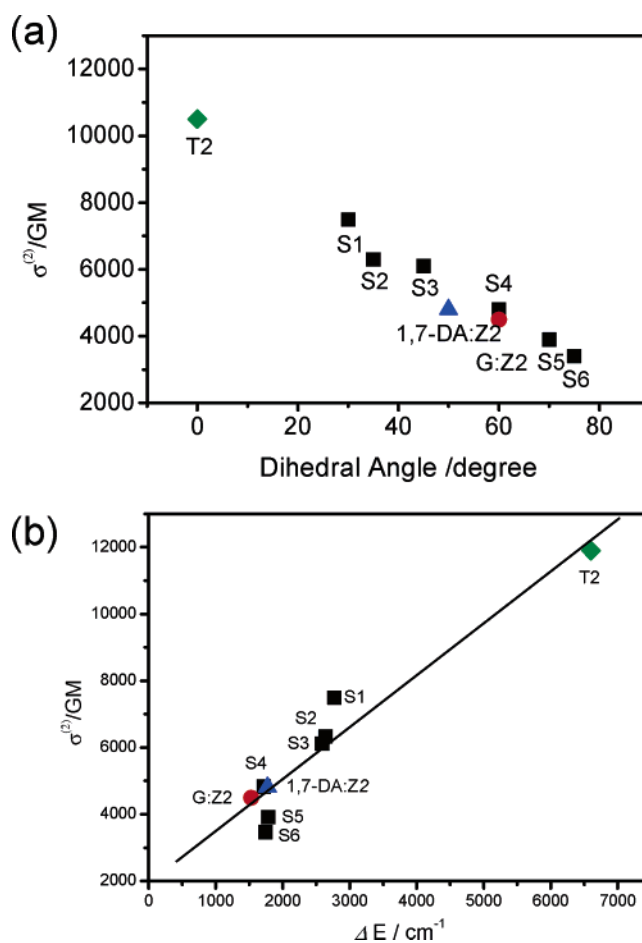 (a)
12000
10000
8000
6000
4000
2000
σ⁽²⁾/GM
T2
S1
S2
S3
S4
1,7-DA:Z2
G:Z2
S5
S6
0 20 40 60 80
Dihedral Angle /degree
(b)
12000
10000
8000
6000
4000
2000
σ⁽²⁾/GM
T2
S1
S2
S3
S4
G:Z2
1,7-DA:Z2
S5
S6
0 1000 2000 3000 4000 5000 6000 7000
ΔE / cm⁻¹